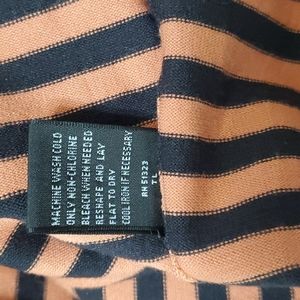 MACHINE WASH COLD
ONLY NON-CHLORINE
BLEACH WHEN NEEDED
RESHAPE AND LAY
FLAT TO DRY
COOL IRON IF NECESSARY
RN 51323
TL